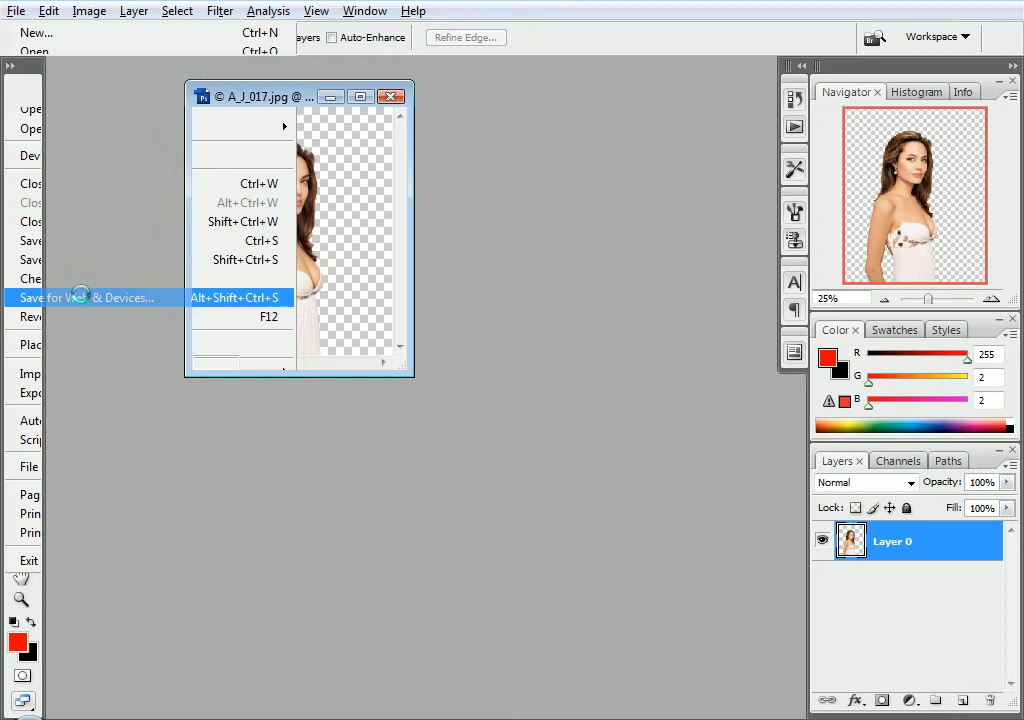 File Edit Image Layer Select Filter Analysis View Window Help
New... Ctrl+N
Open Ctrl+O
ayers Auto-Enhance Refine Edge... Workspace
© A_J_017.jpg @ ...
Ope
Ope
Dev
Clos Ctrl+W
Clos Alt+Ctrl+W
Clos Shift+Ctrl+W
Save Ctrl+S
Save Shift+Ctrl+S
Che
Save for Web & Devices... Alt+Shift+Ctrl+S
Reve F12
Plac
Imp
Expo
Auto
Scrip
File
Pag
Prin
Prin
Exit
Navigator Histogram Info
25%
Color Swatches Styles
R 255
G 2
B 2
Layers Channels Paths
Normal Opacity: 100%
Lock: Fill: 100%
Layer 0